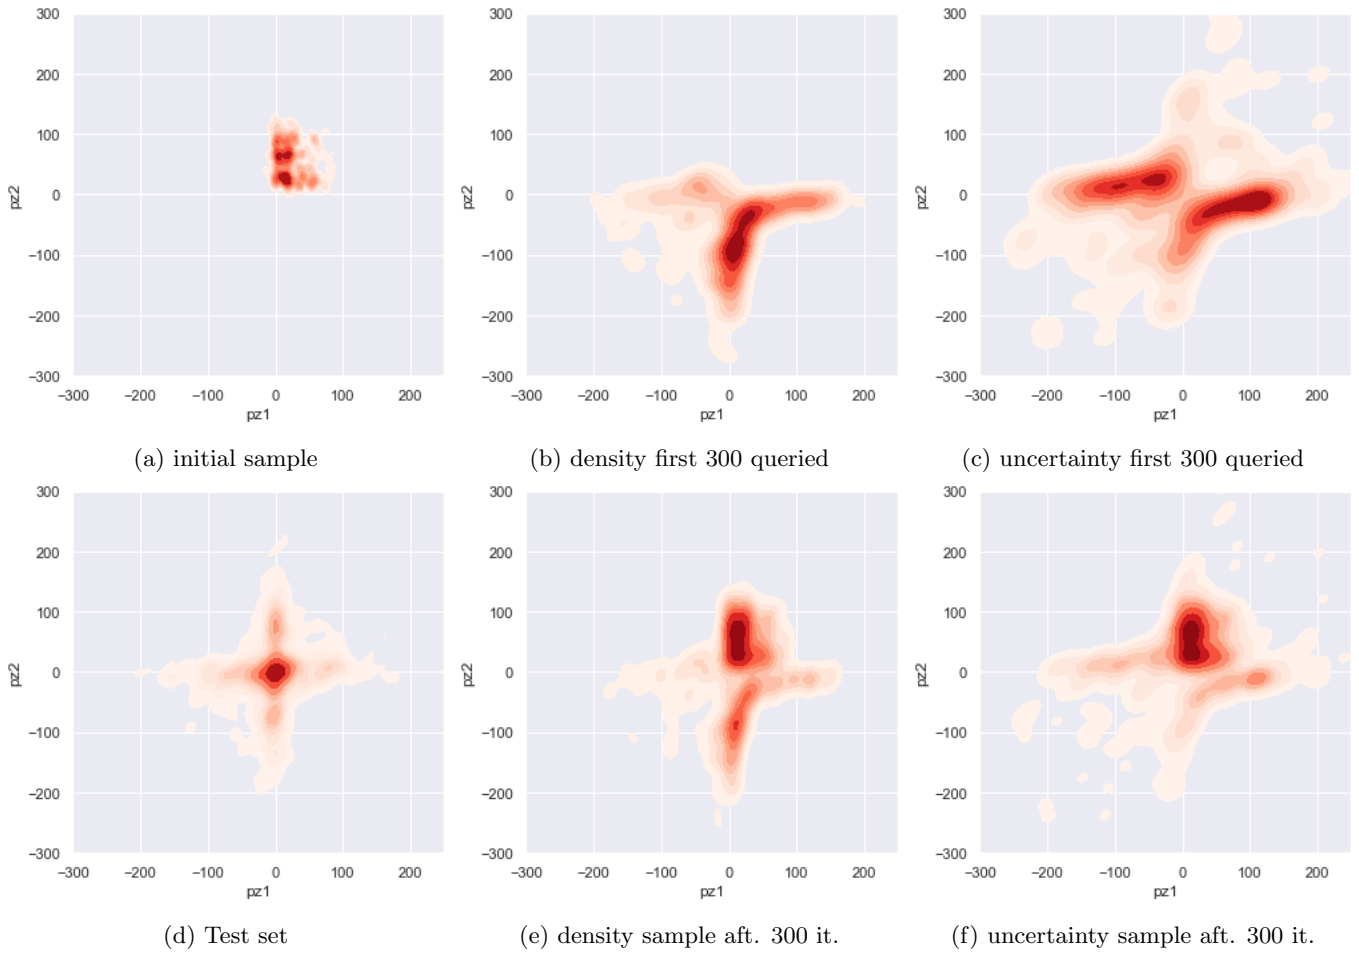 300
200
100
0
−100
−200
−300
pz2
−300 −200 −100 0 100 200
pz1
(a) initial sample
300
200
100
0
−100
−200
−300
pz2
−300 −200 −100 0 100 200
pz1
(b) density first 300 queried
300
200
100
0
−100
−200
−300
pz2
−300 −200 −100 0 100 200
pz1
(c) uncertainty first 300 queried
300
200
100
0
−100
−200
−300
pz2
−300 −200 −100 0 100 200
pz1
(d) Test set
300
200
100
0
−100
−200
−300
pz2
−300 −200 −100 0 100 200
pz1
(e) density sample aft. 300 it.
300
200
100
0
−100
−200
−300
pz2
−300 −200 −100 0 100 200
pz1
(f) uncertainty sample aft. 300 it.